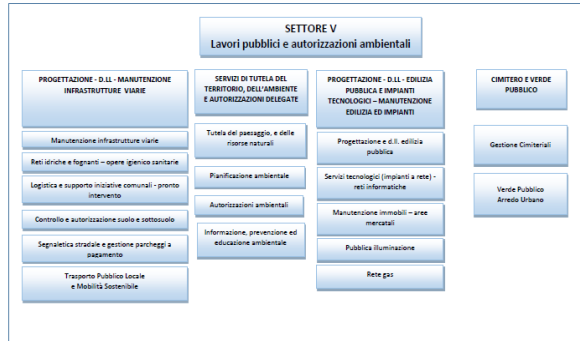 SETTORE V
Lavori pubblici e autorizzazioni ambientali
PROGETTAZIONE - D.LL - MANUTENZIONE
INFRASTRUTTURE VIARIE
Manutenzione infrastrutture viarie
Reti idriche e fognanti – opere igienico sanitarie
Logistica e supporto iniziative comunali - pronto
intervento
Controllo e autorizzazione suolo e sottosuolo
Segnaletica stradale e gestione parcheggi a
pagamento
Trasporto Pubblico Locale
e Mobilità Sostenibile
SERVIZI DI TUTELA DEL
TERRITORIO, DELL'AMBIENTE
E AUTORIZZAZIONI DELEGATE
Tutela del paesaggio, e delle
risorse naturali
Pianificazione ambientale
Autorizzazioni ambientali
Informazione, prevenzione ed
educazione ambientale
PROGETTAZIONE - D.LL - EDILIZIA
PUBBLICA E IMPIANTI
TECNOLOGICI – MANUTENZIONE
EDILIZIA ED IMPIANTI
Progettazione e d.ll. edilizia
pubblica
Servizi tecnologici (impianti a rete) -
reti informatiche
Manutenzione immobili – aree
mercatali
Pubblica illuminazione
Rete gas
CIMITERO E VERDE
PUBBLICO
Gestione Cimiteriali
Verde Pubblico
Arredo Urbano